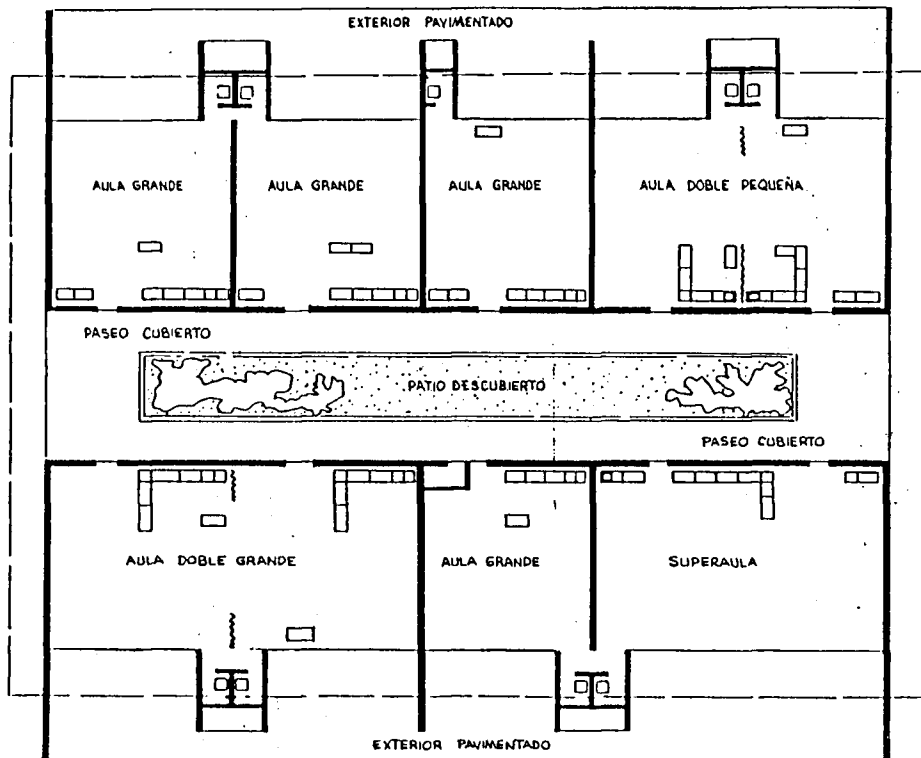 EXTERIOR PAVIMENTADO
AULA GRANDE
AULA GRANDE
AULA GRANDE
AULA DOBLE PEQUEÑA
PASEO CUBIERTO
PATIO DESCUBIERTO
PASEO CUBIERTO
AULA DOBLE GRANDE
AULA GRANDE
SUPERAULA
EXTERIOR PAVIMENTADO